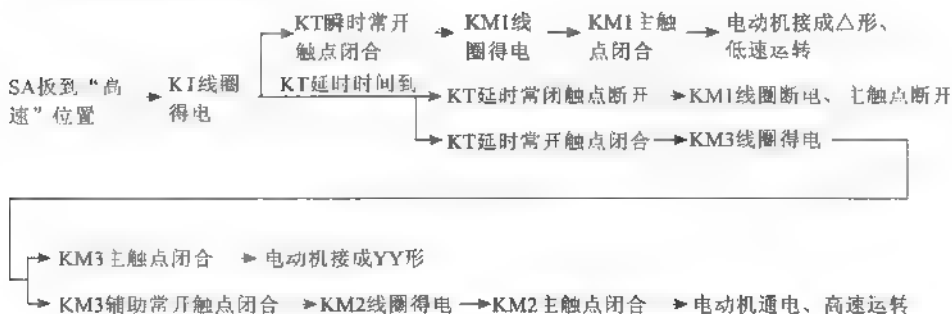 KT瞬时常开 → KM1线 → KM1主触 → 电动机接成△形、
触点闭合 圈得电 点闭合 低速运转
SA扳到“高 → KT线圈 KT延时时间到
速”位置 得电
KT延时常闭触点断开 → KM1线圈断电、主触点断开
KT延时常开触点闭合 → KM3线圈得电
KM3主触点闭合 → 电动机接成YY形
KM3辅助常开触点闭合 → KM2线圈得电 → KM2主触点闭合 → 电动机通电、高速运转